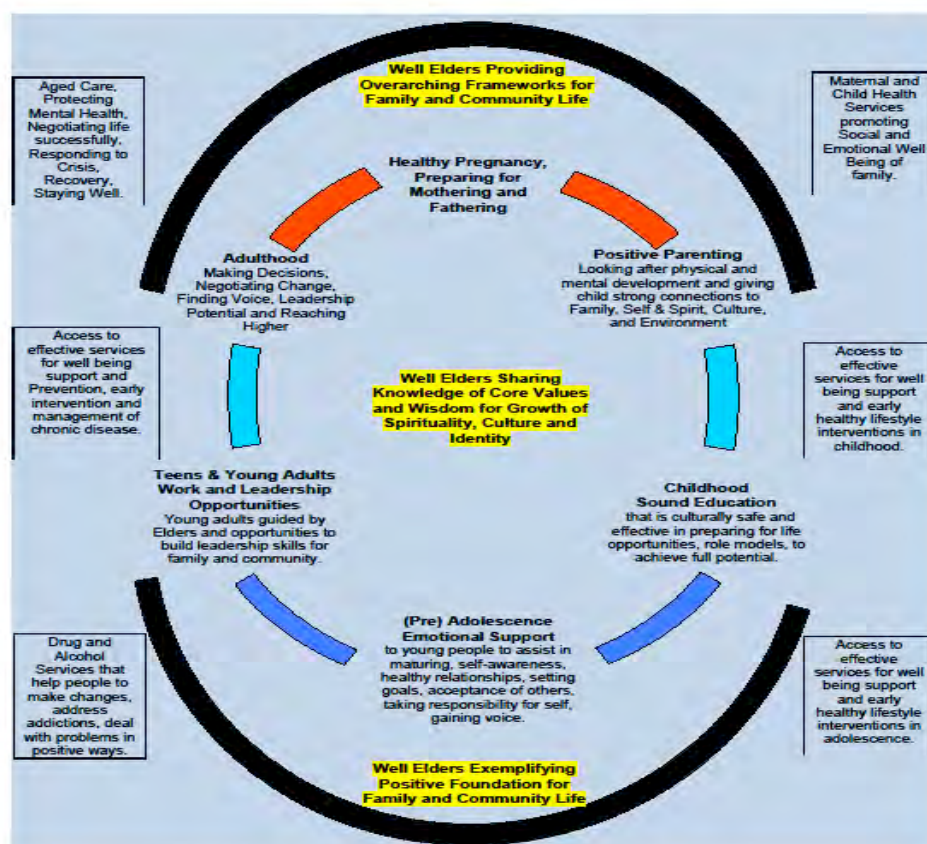 Well Elders Providing
Overarching Frameworks for
Family and Community Life
Aged Care,
Protecting
Mental Health,
Negotiating life
successfully,
Responding to
Crisis,
Recovery,
Staying Well.
Maternal and
Child Health
Services
promoting
Social and
Emotional Well
Being of
family.
Healthy Pregnancy,
Preparing for
Mothering and
Fathering
Adulthood
Making Decisions,
Negotiating Change,
Finding Voice, Leadership
Potential and Reaching
Higher
Positive Parenting
Looking after physical and
mental development and giving
child strong connections to
Family, Self & Spirit, Culture,
and Environment
Access to
effective services
for well being
support and
Prevention, early
intervention and
management of
chronic disease.
Well Elders Sharing
Knowledge of Core Values
and Wisdom for Growth of
Spirituality, Culture and
Identity
Access to
effective
services for well
being support
and early
healthy lifestyle
interventions in
childhood.
Teens & Young Adults
Work and Leadership
Opportunities
Young adults guided by
Elders and opportunities to
build leadership skills for
family and community.
Childhood
Sound Education
that is culturally safe and
effective in preparing for life
opportunities, role models, to
achieve full potential.
(Pre) Adolescence
Emotional Support
to young people to assist in
maturing, self-awareness,
healthy relationships, setting
goals, acceptance of others,
taking responsibility for self,
gaining voice.
Drug and
Alcohol
Services that
help people to
make changes,
address
addictions, deal
with problems in
positive ways.
Access to
effective
services for well
being support
and early
healthy lifestyle
interventions in
adolescence.
Well Elders Exemplifying
Positive Foundation for
Family and Community Life